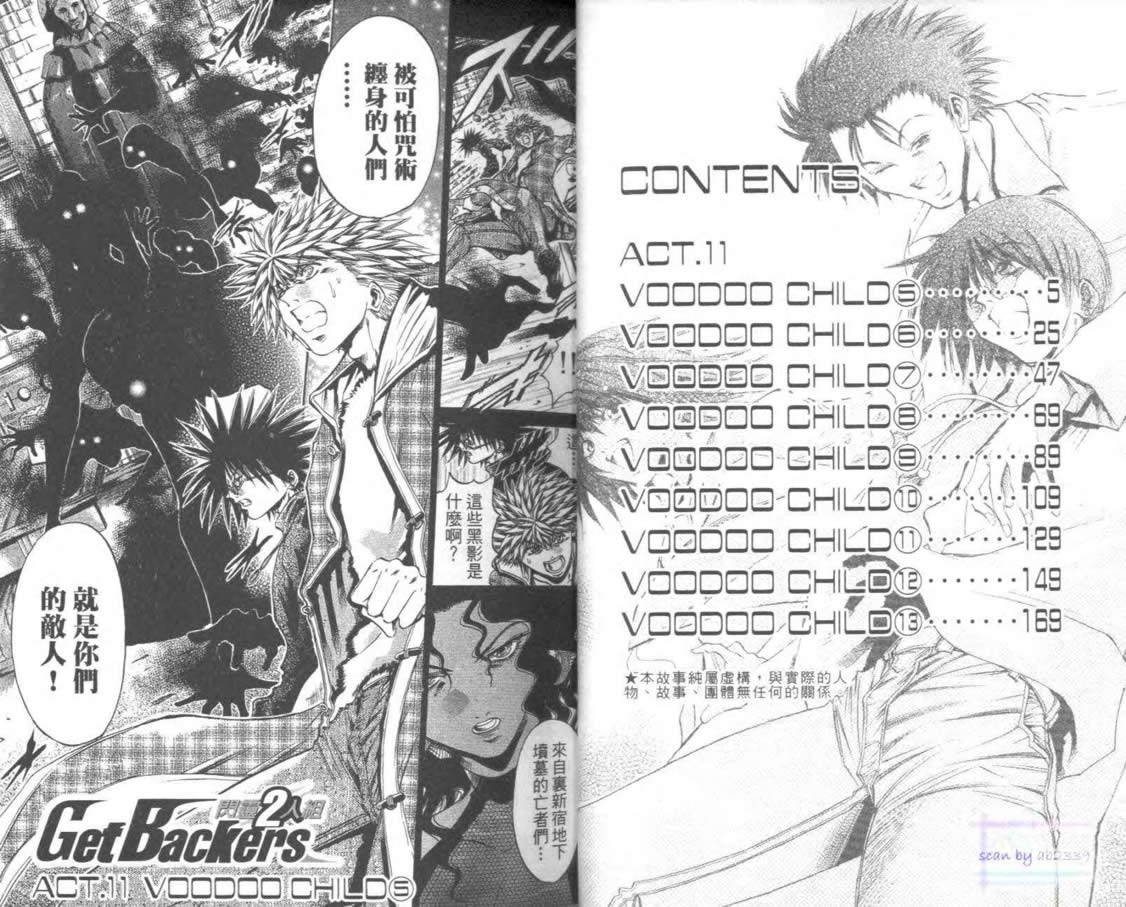 CONTENTS
ACT.11
VOODOO CHILD⑤··········5
VOODOO CHILD⑥·········25
VOODOO CHILD⑦·········47
VOODOO CHILD⑧········69
VOODOO CHILD⑨········89
VOODOO CHILD⑩·······109
VOODOO CHILD⑪·······129
VOODOO CHILD⑫·······149
VOODOO CHILD⑬·······169
★本故事純屬虛構,與實際的人
物、故事、團體無任何的關係。
scan by ab2339
!!
這…
這些黑影是
什麼啊?
來自裏新宿地下
墳墓的亡者們…
被可怕咒術
纏身的人們
……
就是你們
的敵人!
閃靈2人組
Get Backers
ACT.11 VOODOO CHILD⑤